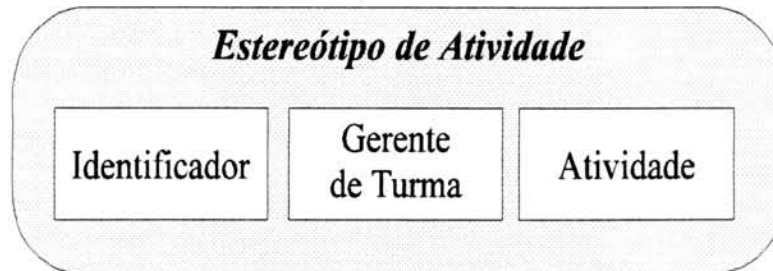 Estereótipo de Atividade
Identificador
Gerente
de Turma
Atividade